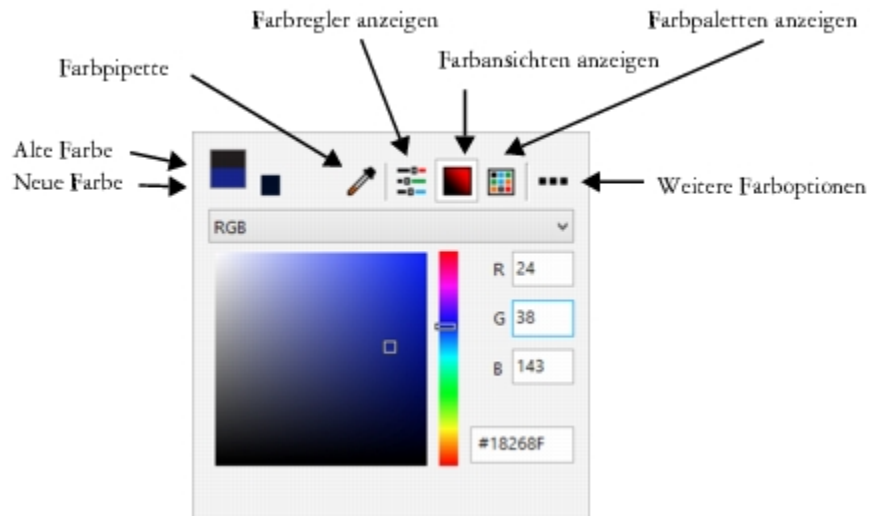 Farbregler anzeigen
Farbpaletten anzeigen
Farbansichten anzeigen
Farbpipette
Alte Farbe
Neue Farbe
Weitere Farboptionen
RGB
R 24
G 38
B 143
#18268F